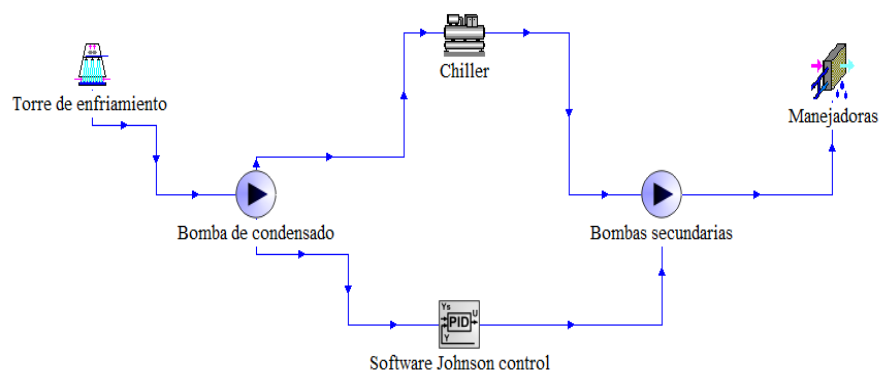 Chiller
Torre de enfriamiento
Manejadoras
Bomba de condensado
Bombas secundarias
Ys
U
PID
Y
Software Johnson control